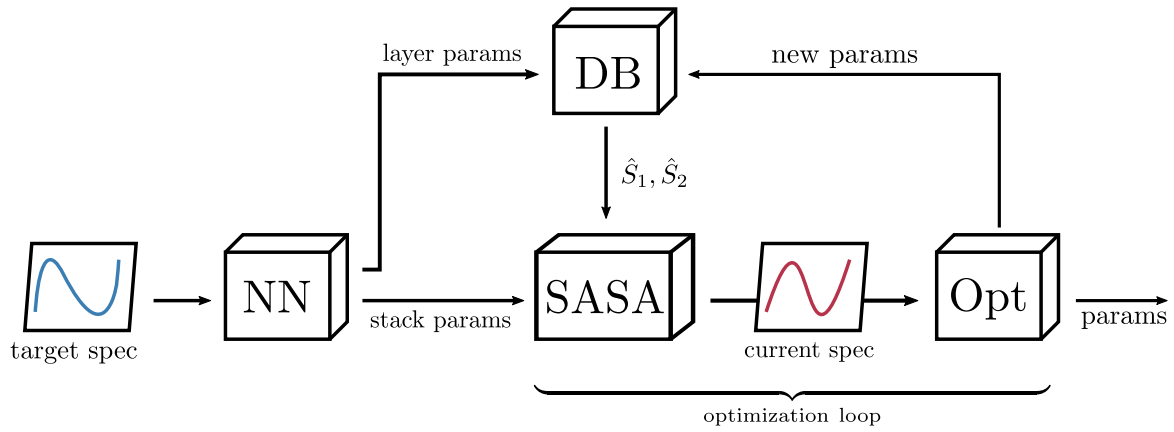 DB
layer params
new params
Ŝ₁, Ŝ₂
NN
SASA
Opt
stack params
params
target spec
current spec
optimization loop